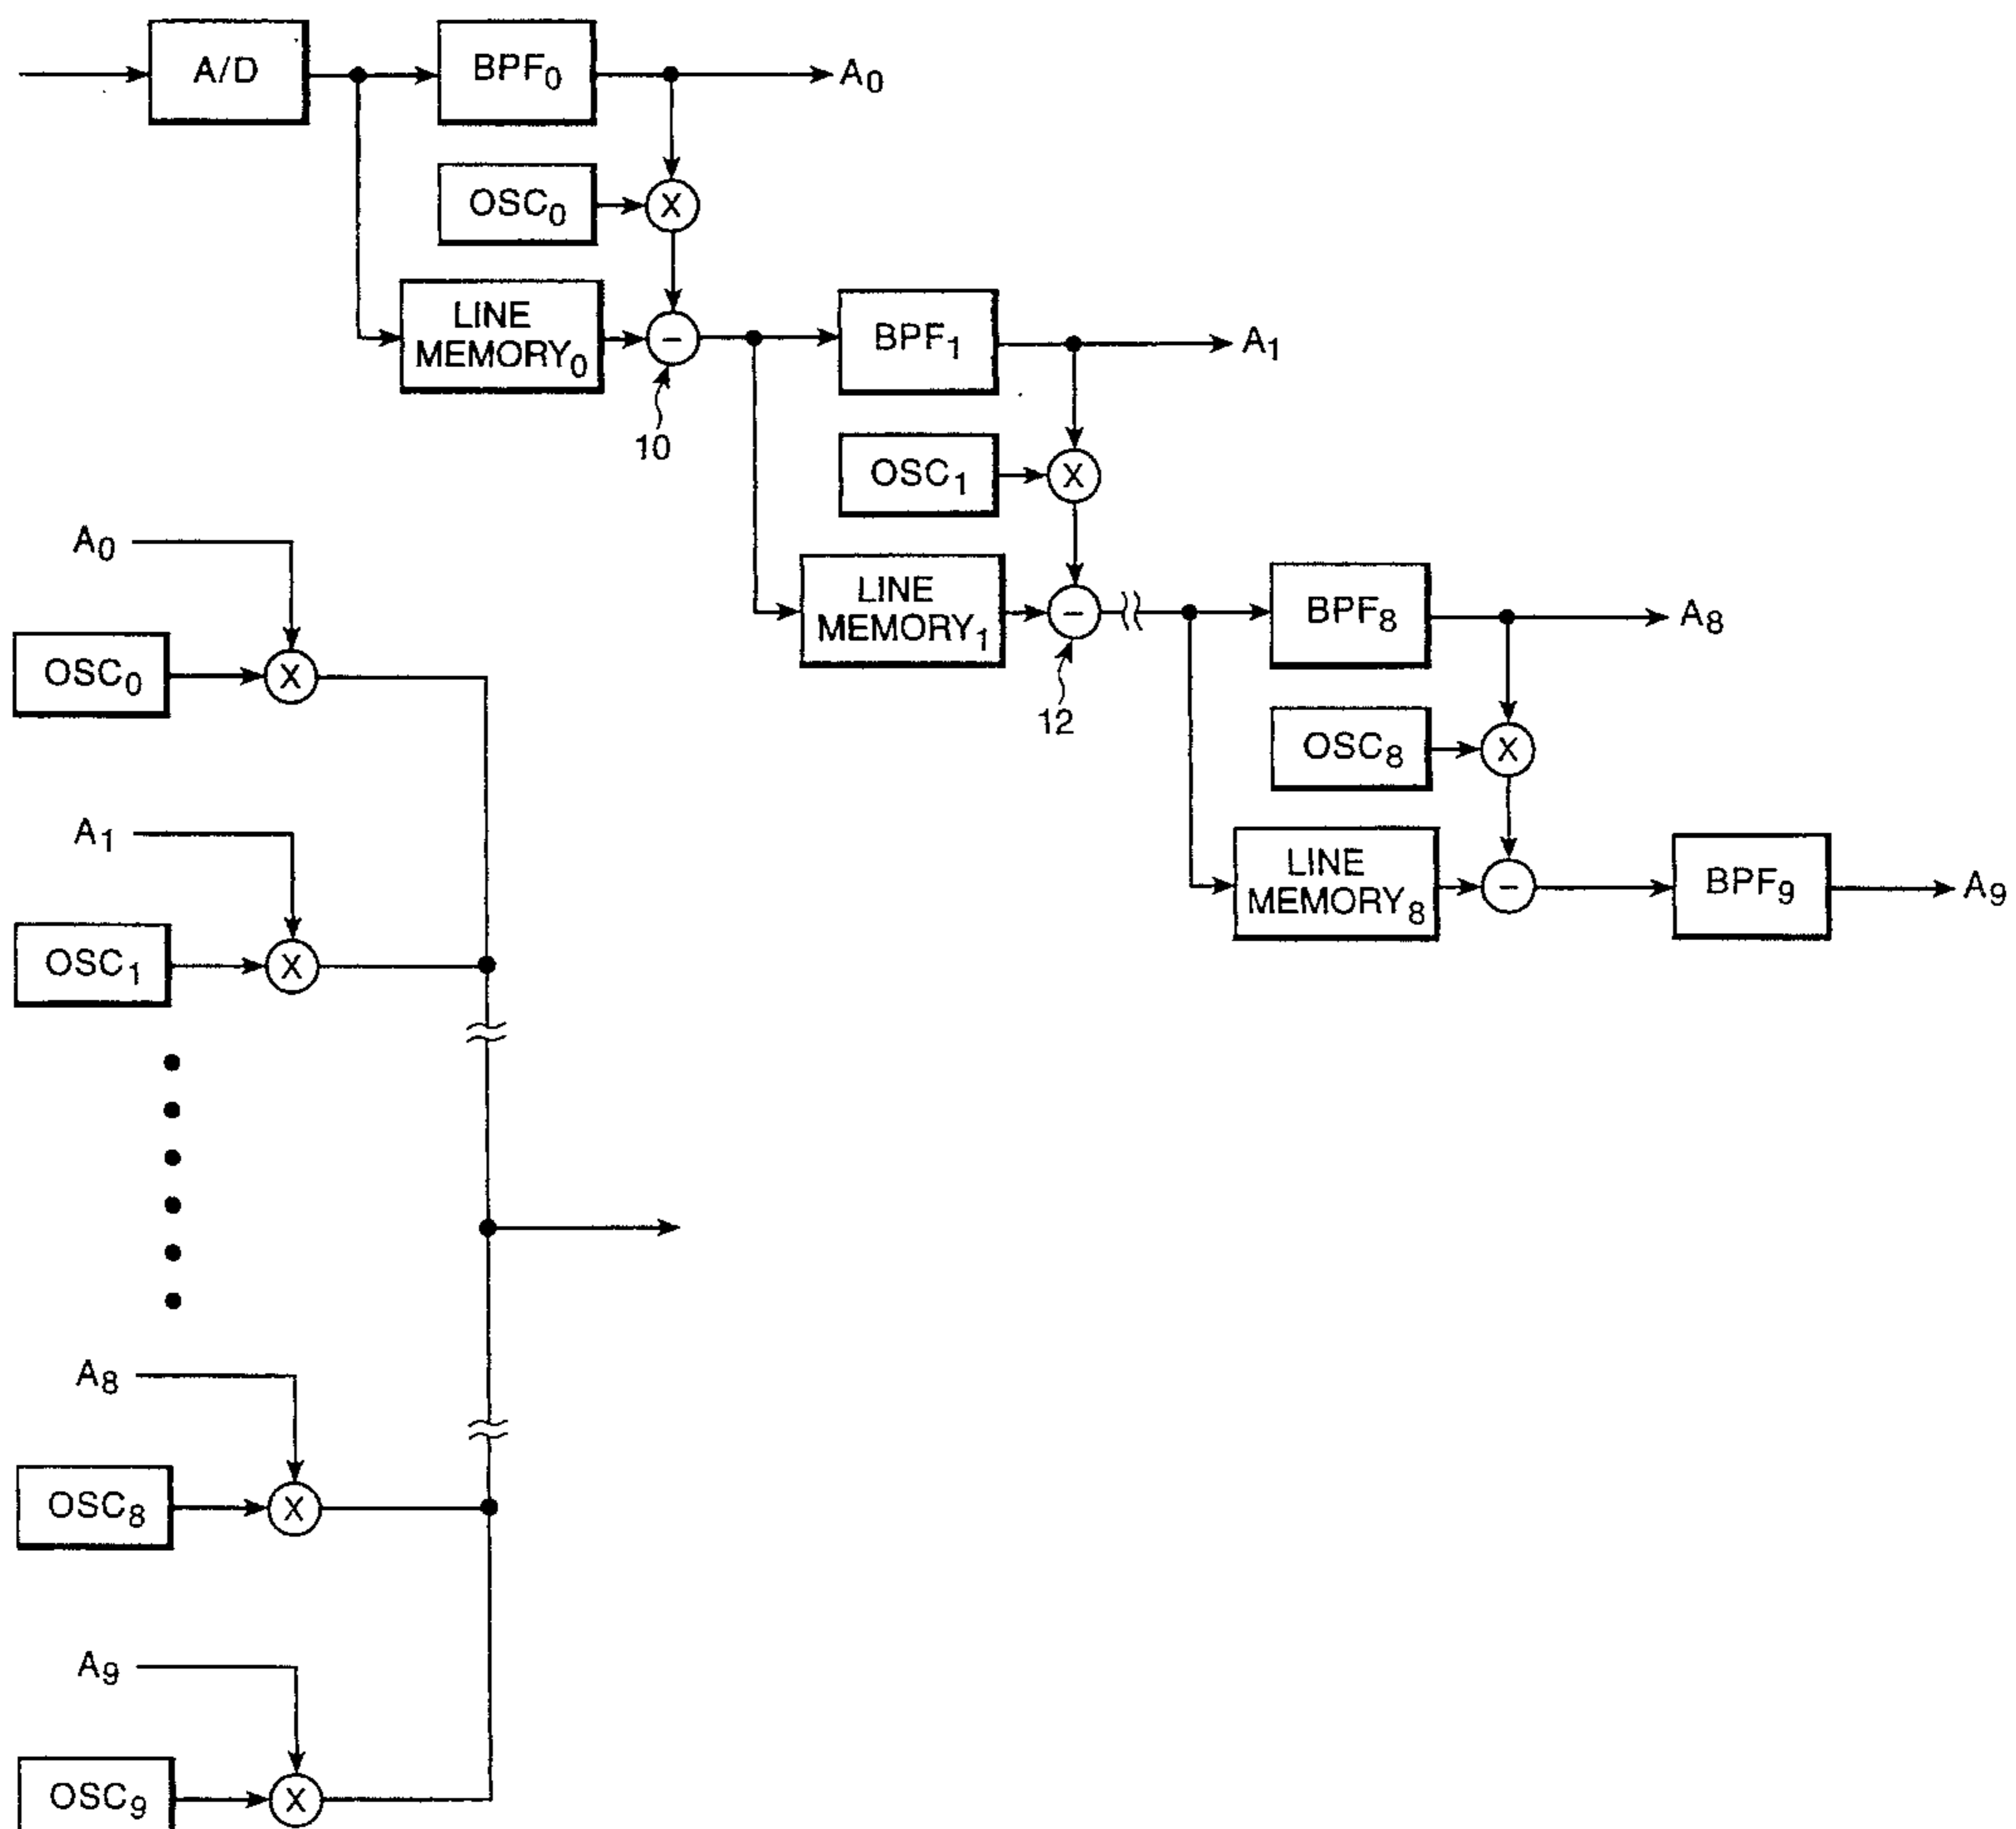 A/D
BPF0
A0
OSC0
X
LINE
MEMORY0
−
10
BPF1
A1
OSC1
X
LINE
MEMORY1
−
12
BPF8
A8
OSC8
X
LINE
MEMORY8
−
BPF9
A9
A0
OSC0
X
A1
OSC1
X
A8
OSC8
X
A9
OSC9
X